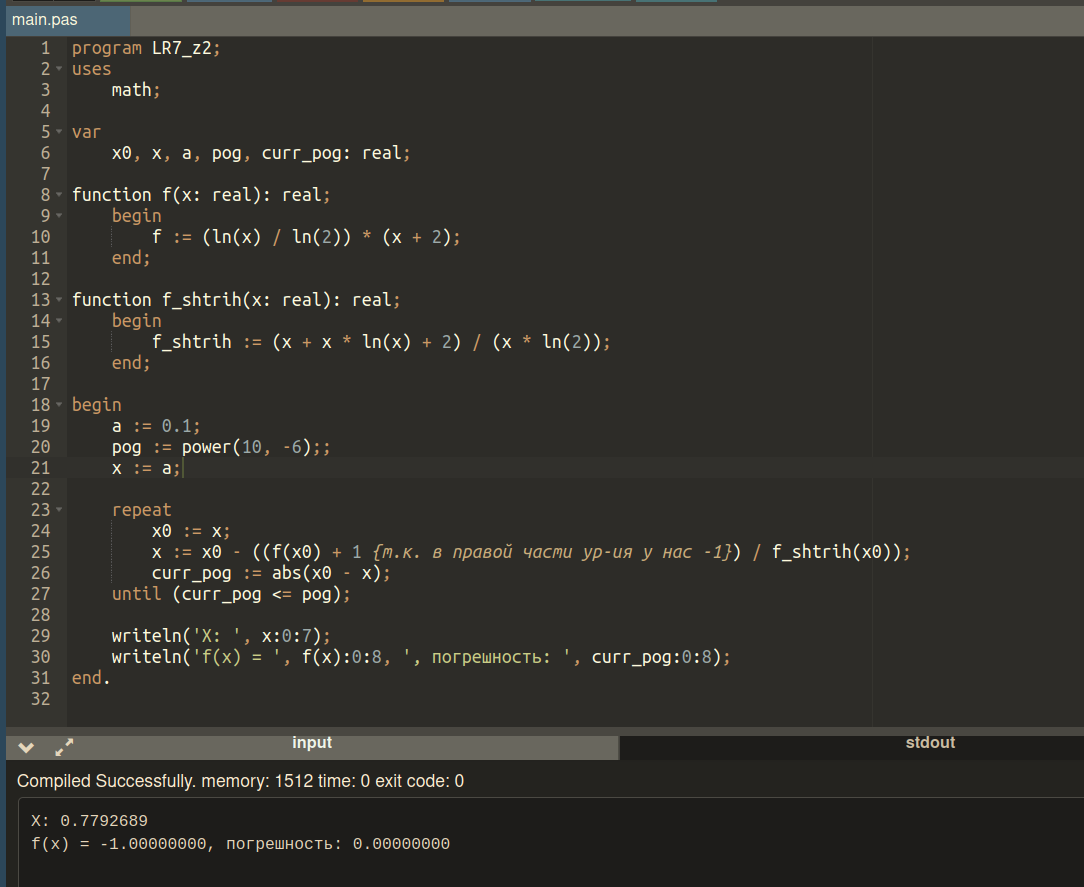 main.pas
1 program LR7_z2;
2 uses
3     math;
4
5 var
6     x0, x, a, pog, curr_pog: real;
7
8 function f(x: real): real;
9     begin
10         f := (ln(x) / ln(2)) * (x + 2);
11     end;
12
13 function f_shtrih(x: real): real;
14     begin
15         f_shtrih := (x + x * ln(x) + 2) / (x * ln(2));
16     end;
17
18 begin
19     a := 0.1;
20     pog := power(10, -6);;
21     x := a;
22
23     repeat
24         x0 := x;
25         x := x0 - ((f(x0) + 1 {т.к. в правой части ур-ия у нас -1}) / f_shtrih(x0));
26         curr_pog := abs(x0 - x);
27     until (curr_pog <= pog);
28
29     writeln('X: ', x:0:7);
30     writeln('f(x) = ', f(x):0:8, ', погрешность: ', curr_pog:0:8);
31 end.
32
input stdout
Compiled Successfully. memory: 1512 time: 0 exit code: 0
X: 0.7792689
f(x) = -1.00000000, погрешность: 0.00000000